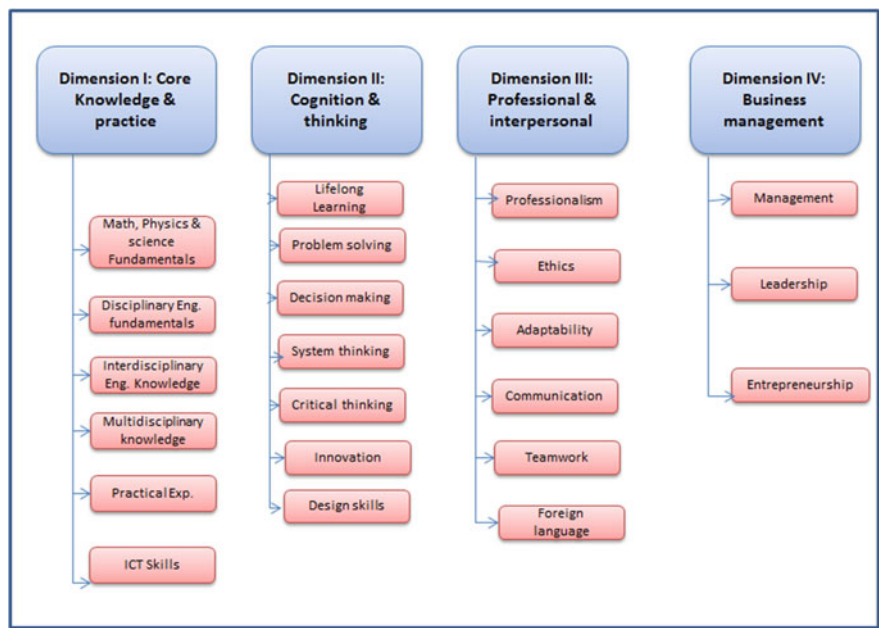 Dimension I: Core
Knowledge &
practice
Math, Physics &
science
Fundamentals
Disciplinary Eng.
fundamentals
Interdisciplinary
Eng. Knowledge
Multidisciplinary
knowledge
Practical Exp.
ICT Skills
Dimension II:
Cognition &
thinking
Lifelong
Learning
Problem solving
Decision making
System thinking
Critical thinking
Innovation
Design skills
Dimension III:
Professional &
interpersonal
Professionalism
Ethics
Adaptability
Communication
Teamwork
Foreign
language
Dimension IV:
Business
management
Management
Leadership
Entrepreneurship